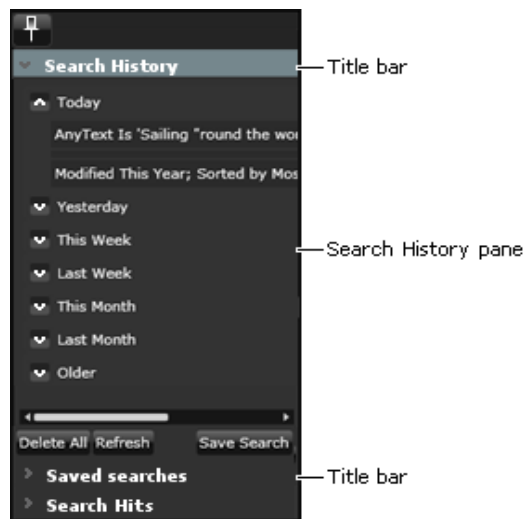 Search History
Title bar
Today
AnyText Is 'Sailing "round the
Modified This Year; Sorted by
Yesterday
This Week
Search History pane
Last Week
This Month
Last Month
Older
Delete All Refresh Save Search
Saved searches
Title bar
Search Hits